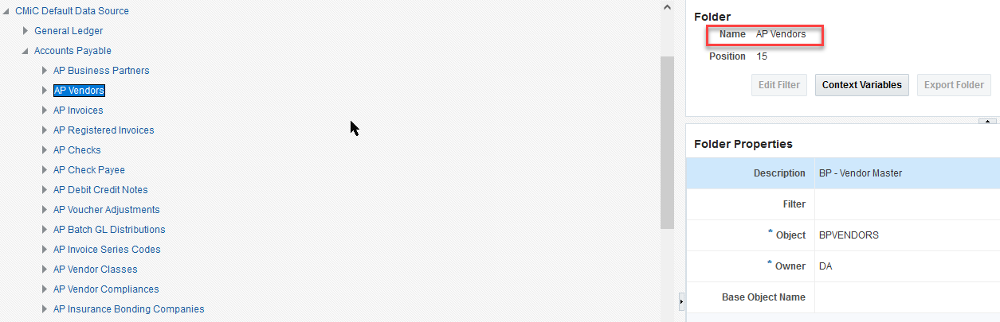 CMiC Default Data Source
General Ledger
Accounts Payable
AP Business Partners
AP Vendors
AP Invoices
AP Registered Invoices
AP Checks
AP Check Payee
AP Debit Credit Notes
AP Voucher Adjustments
AP Batch GL Distributions
AP Invoice Series Codes
AP Vendor Classes
AP Vendor Compliances
AP Insurance Bonding Companies
Folder
Name AP Vendors
Position 15
Edit Filter Context Variables Export Folder
Folder Properties
Description BP - Vendor Master
Filter
* Object BPVENDORS
* Owner DA
Base Object Name